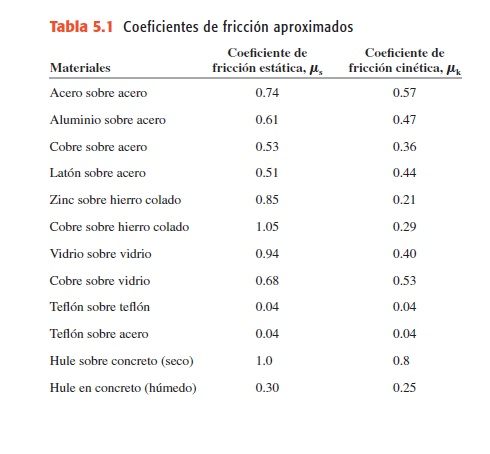 Tabla 5.1 Coeficientes de fricción aproximados
Coeficiente de Coeficiente de
Materiales fricción estática, μs fricción cinética, μk
Acero sobre acero 0.74 0.57
Aluminio sobre acero 0.61 0.47
Cobre sobre acero 0.53 0.36
Latón sobre acero 0.51 0.44
Zinc sobre hierro colado 0.85 0.21
Cobre sobre hierro colado 1.05 0.29
Vidrio sobre vidrio 0.94 0.40
Cobre sobre vidrio 0.68 0.53
Teflón sobre teflón 0.04 0.04
Teflón sobre acero 0.04 0.04
Hule sobre concreto (seco) 1.0 0.8
Hule en concreto (húmedo) 0.30 0.25